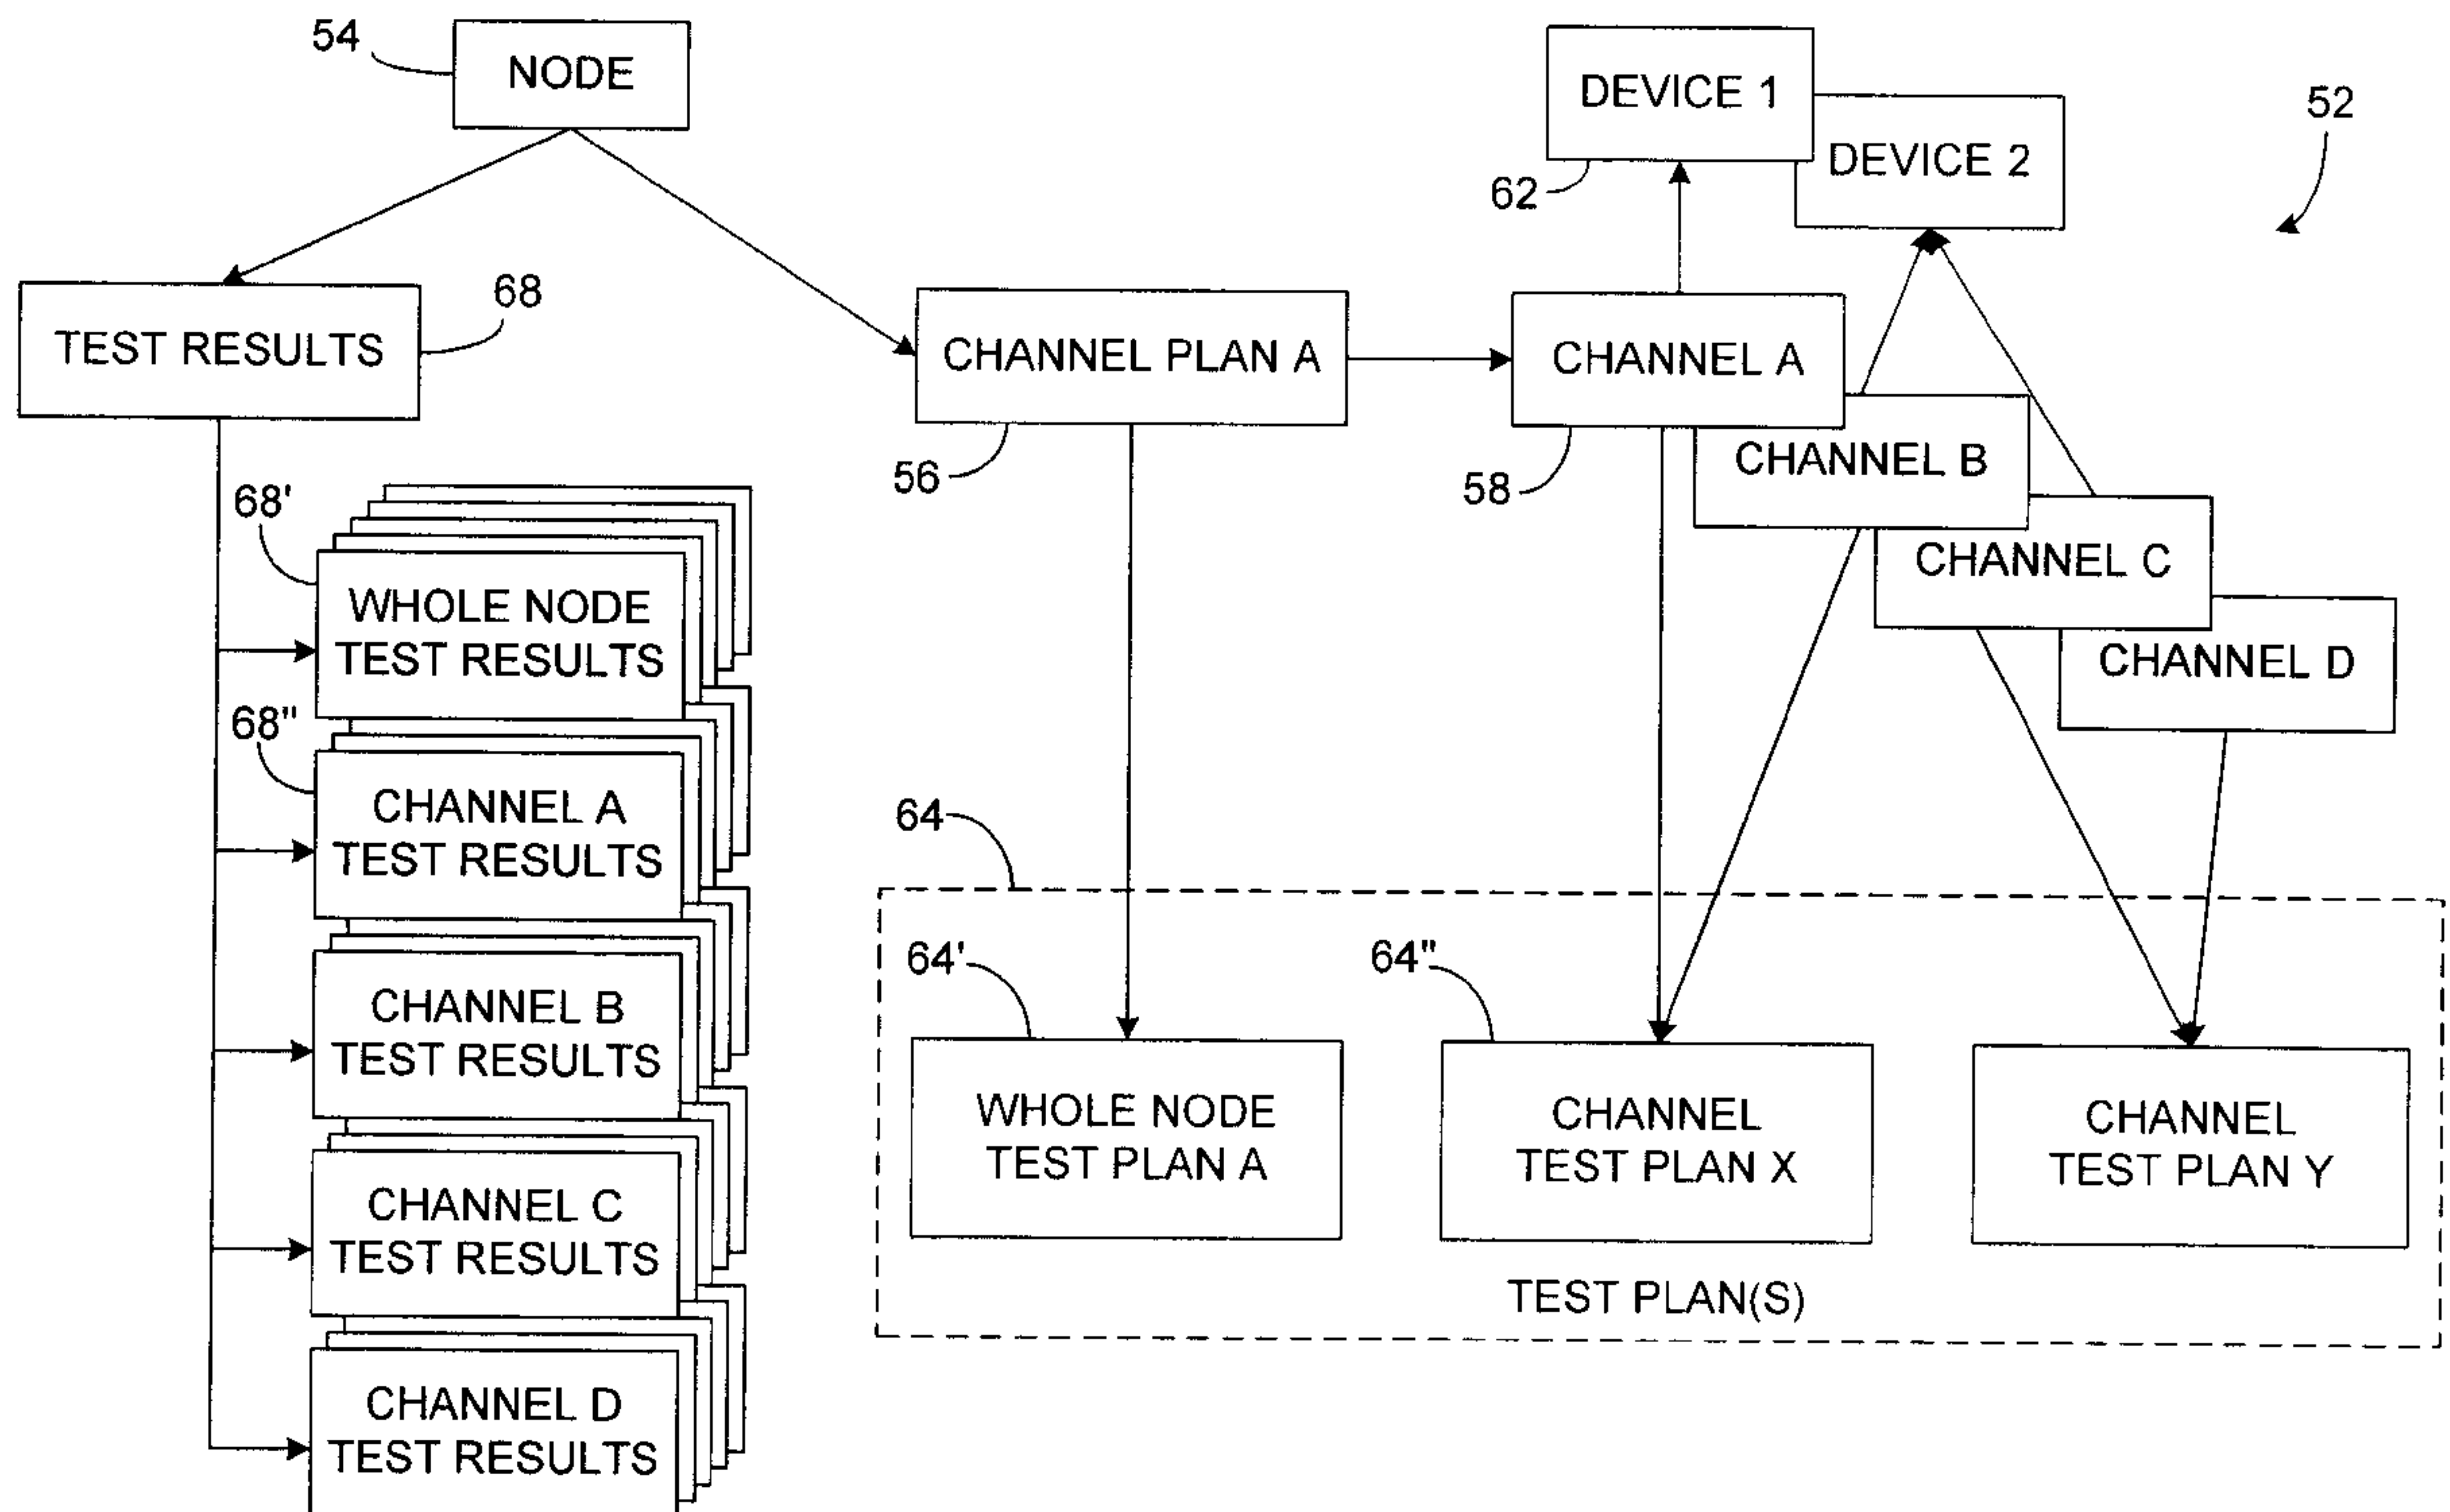 54
NODE
DEVICE 1
52
DEVICE 2
62
68
TEST RESULTS
CHANNEL PLAN A
CHANNEL A
56
58
CHANNEL B
CHANNEL C
CHANNEL D
68'
WHOLE NODE
TEST RESULTS
68"
CHANNEL A
TEST RESULTS
CHANNEL B
TEST RESULTS
CHANNEL C
TEST RESULTS
CHANNEL D
TEST RESULTS
64
64'
64"
WHOLE NODE
TEST PLAN A
CHANNEL
TEST PLAN X
CHANNEL
TEST PLAN Y
TEST PLAN(S)